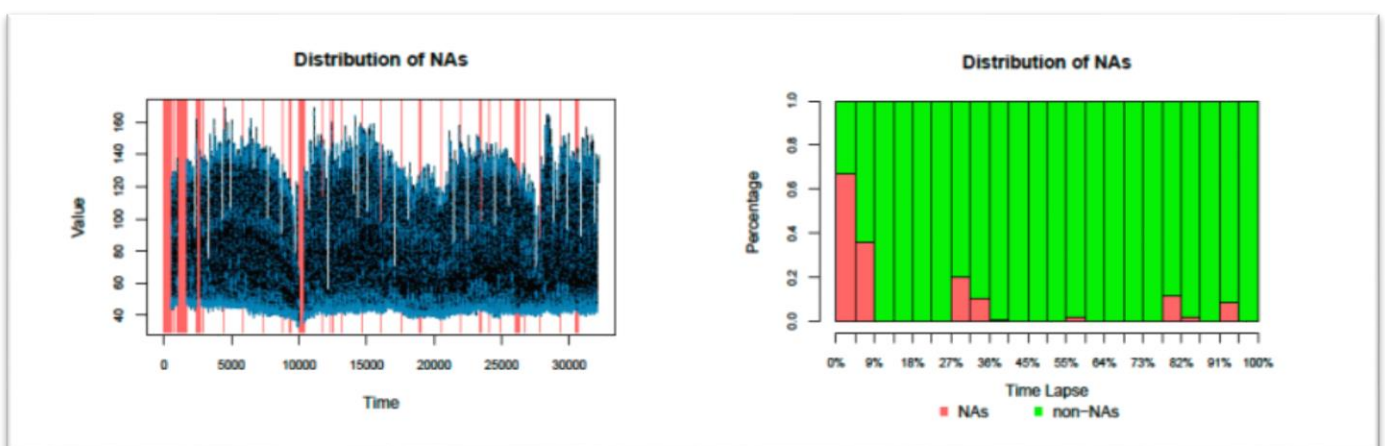 Distribution of NAs
Value
160
140
120
100
80
60
40
0 5000 10000 15000 20000 25000 30000
Time
Distribution of NAs
Percentage
1.0
0.8
0.6
0.4
0.2
0.0
0% 9% 18% 27% 36% 45% 55% 64% 73% 82% 91% 100%
Time Lapse
NAs non-NAs